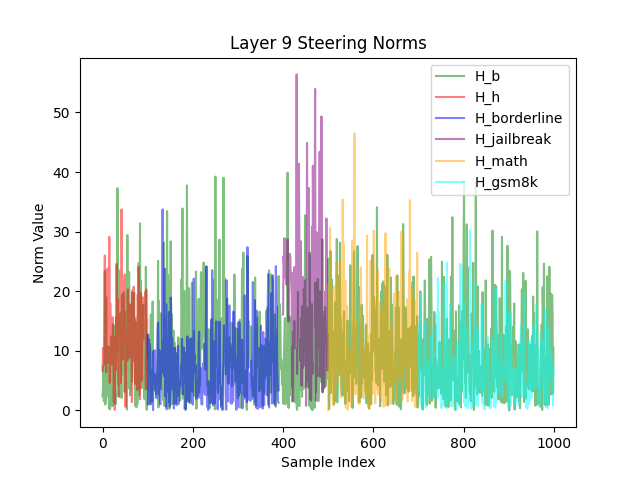 Layer 9 Steering Norms
H_b
H_h
H_borderline
H_jailbreak
H_math
H_gsm8k
50
40
30
20
10
0
Norm Value
0
200
400
600
800
1000
Sample Index